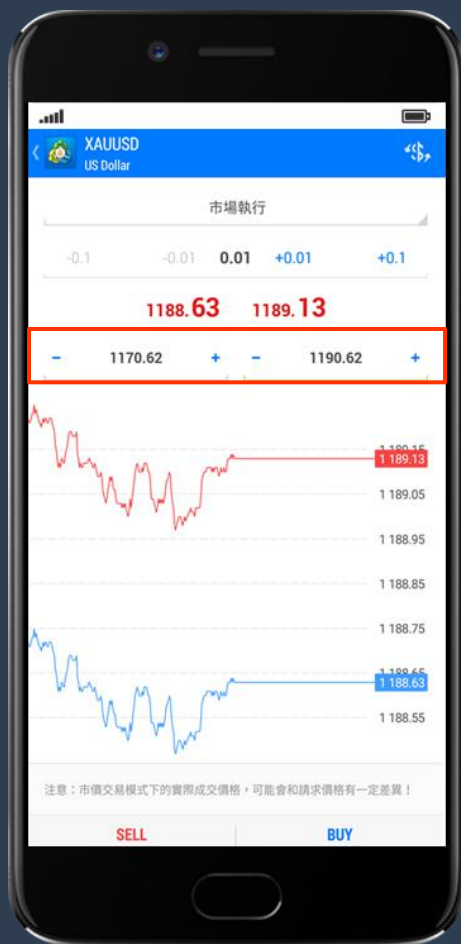 XAUUSD
US Dollar
市場執行
-0.1 -0.01 0.01 +0.01 +0.1
1188.63 1189.13
- 1170.62 + - 1190.62 +
1 189.13
1 189.05
1 188.95
1 188.85
1 188.75
1 188.63
1 188.55
注意：市價交易模式下的實際成交價格，可能會和請求價格有一定差異！
SELL BUY